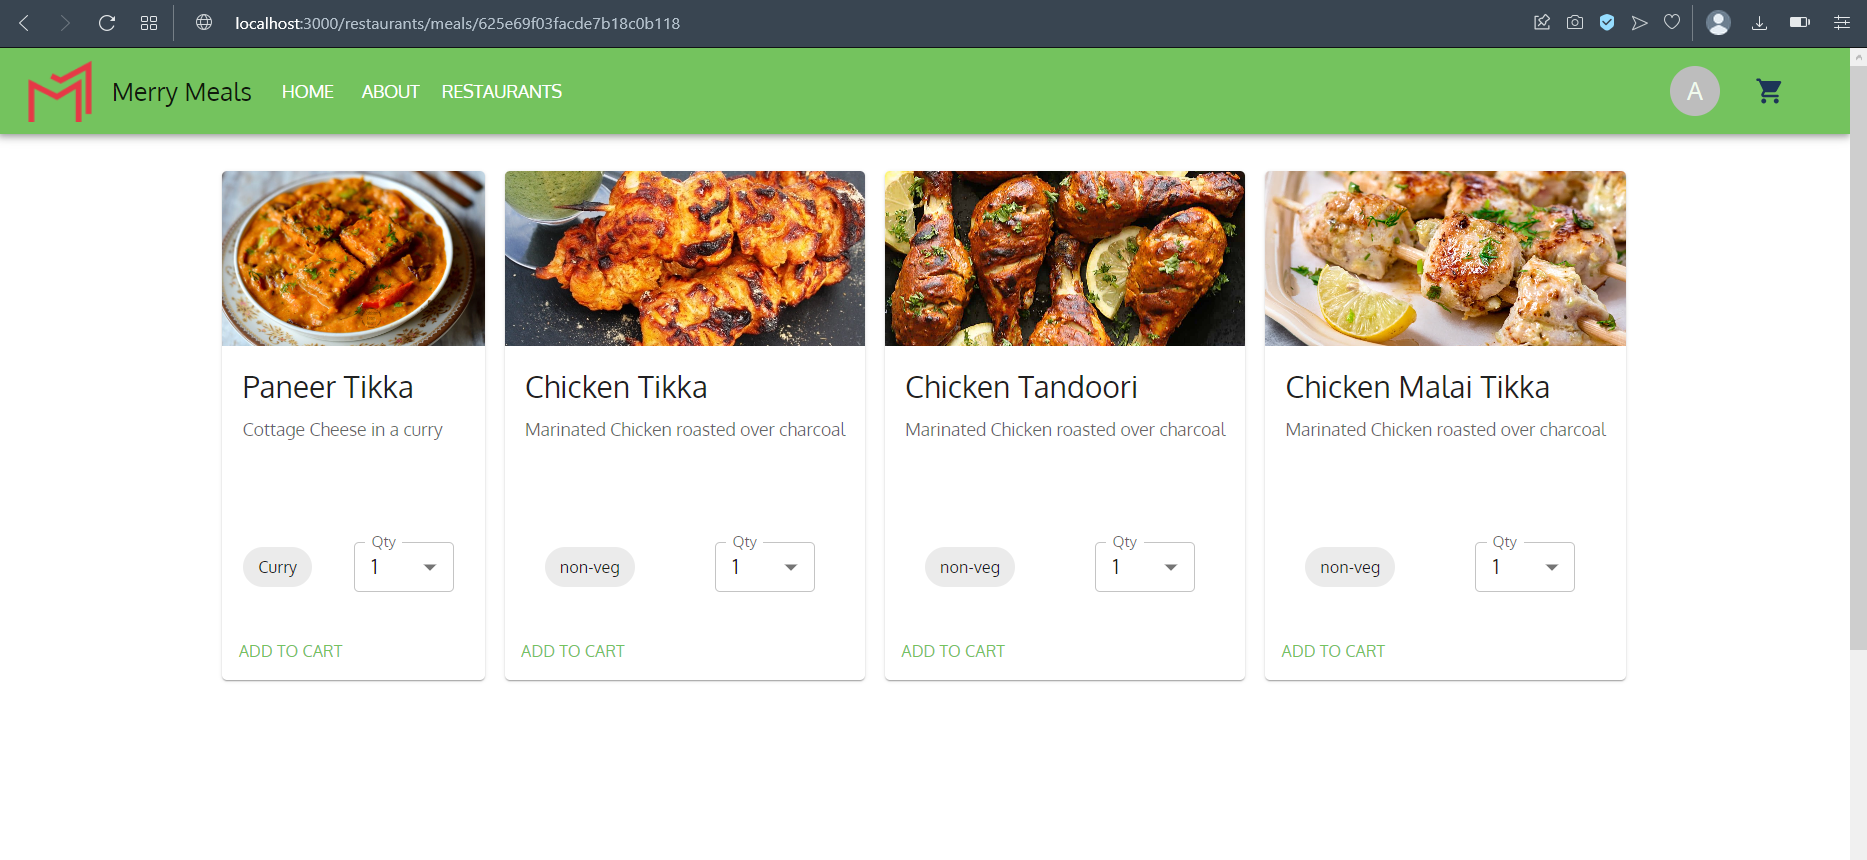 localhost:3000/restaurants/meals/625e69f03facde7b18c0b118
Merry Meals HOME ABOUT RESTAURANTS A
Paneer Tikka
Cottage Cheese in a curry
Curry
Qty
1
ADD TO CART
Chicken Tikka
Marinated Chicken roasted over charcoal
non-veg
Qty
1
ADD TO CART
Chicken Tandoori
Marinated Chicken roasted over charcoal
non-veg
Qty
1
ADD TO CART
Chicken Malai Tikka
Marinated Chicken roasted over charcoal
non-veg
Qty
1
ADD TO CART